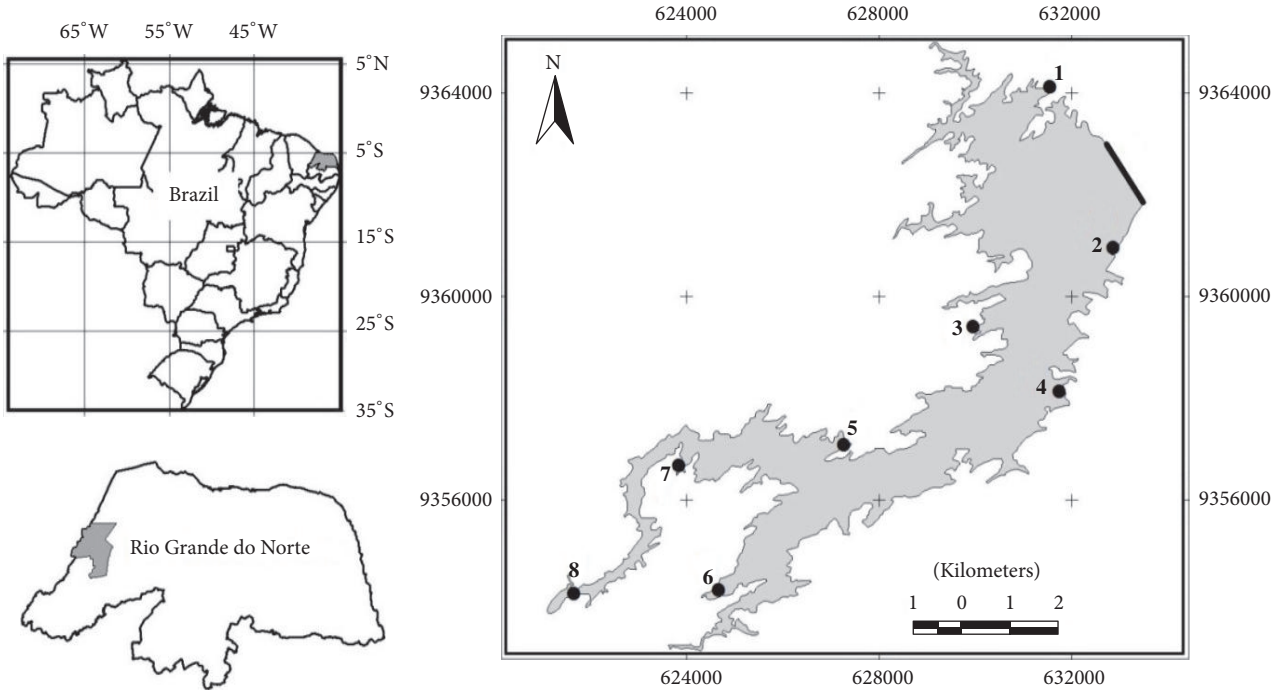 65°W 55°W 45°W
5°N
5°S
Brazil
15°S
25°S
35°S
Rio Grande do Norte
624000 628000 632000
N
9364000 9364000
1
2
9360000 9360000
3
4
5
7
9356000 9356000
8 6
(Kilometers)
1 0 1 2
624000 628000 632000